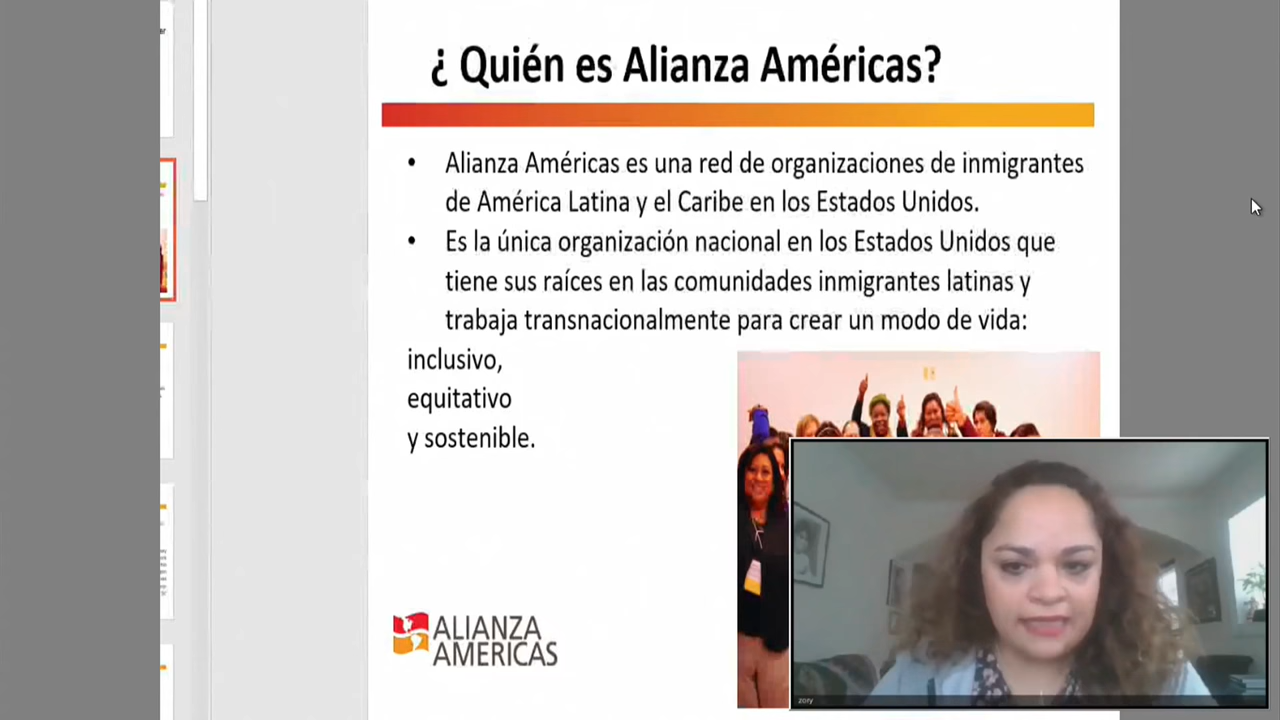 ¿ Quién es Alianza Américas?
• Alianza Américas es una red de organizaciones de inmigrantes
de América Latina y el Caribe en los Estados Unidos.
• Es la única organización nacional en los Estados Unidos que
tiene sus raíces en las comunidades inmigrantes latinas y
trabaja transnacionalmente para crear un modo de vida:
inclusivo,
equitativo
y sostenible.
ALIANZA
AMERICAS
zory